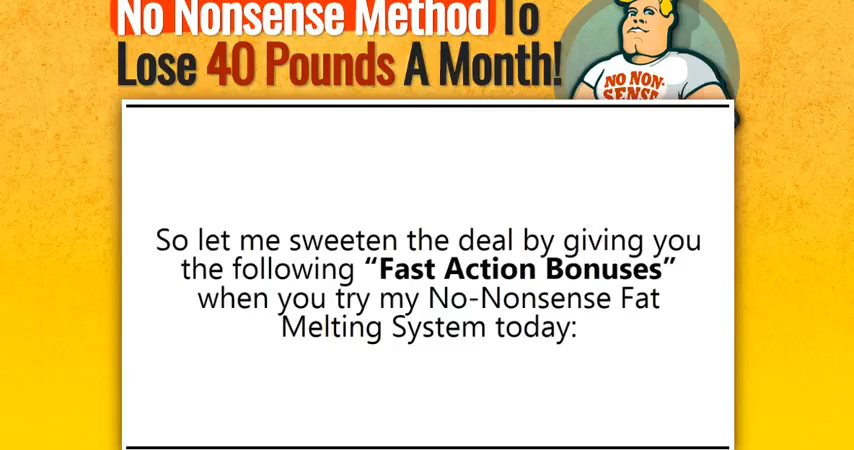 No Nonsense Method To
Lose 40 Pounds A Month!
NO NON-
SENSE
So let me sweeten the deal by giving you
the following “Fast Action Bonuses”
when you try my No-Nonsense Fat
Melting System today: